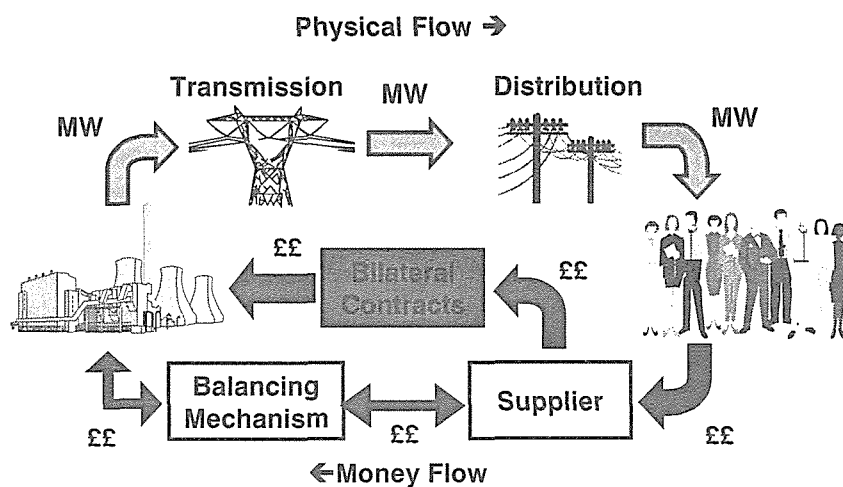 Physical Flow →
Transmission
MW
Distribution
MW
MW
££
Bilateral
Contracts
££
Balancing
Mechanism
Supplier
££
££
££
←Money Flow